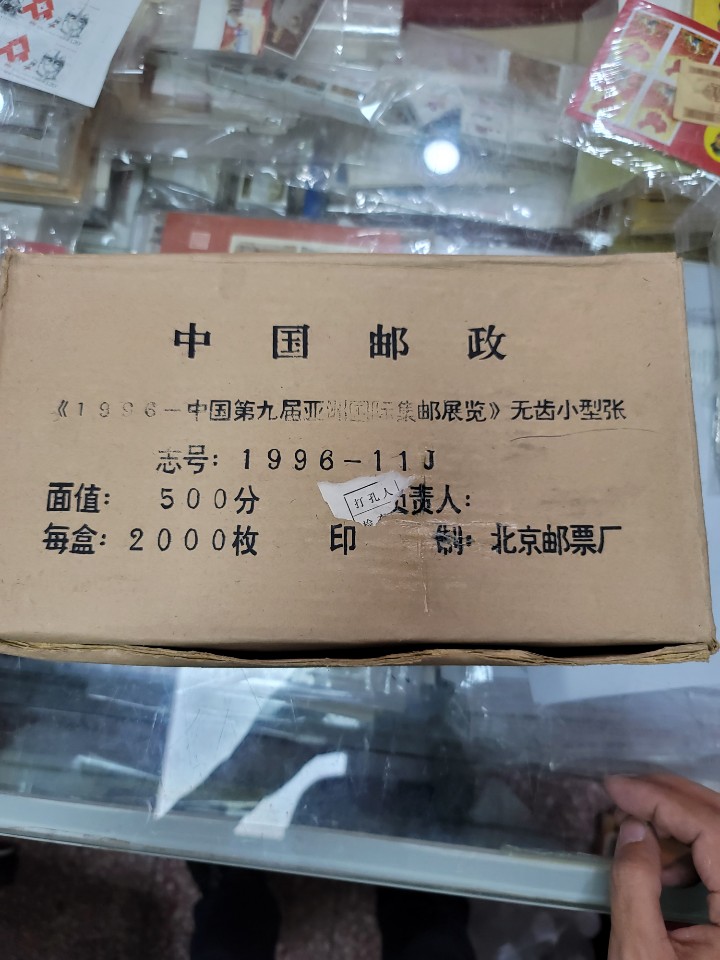 中国邮政
《1996—中国第九届亚洲国际集邮展览》无齿小型张
志号：1996-11J
面值：500分 负责人：
打孔人
每盒：2000枚 印制：北京邮票厂